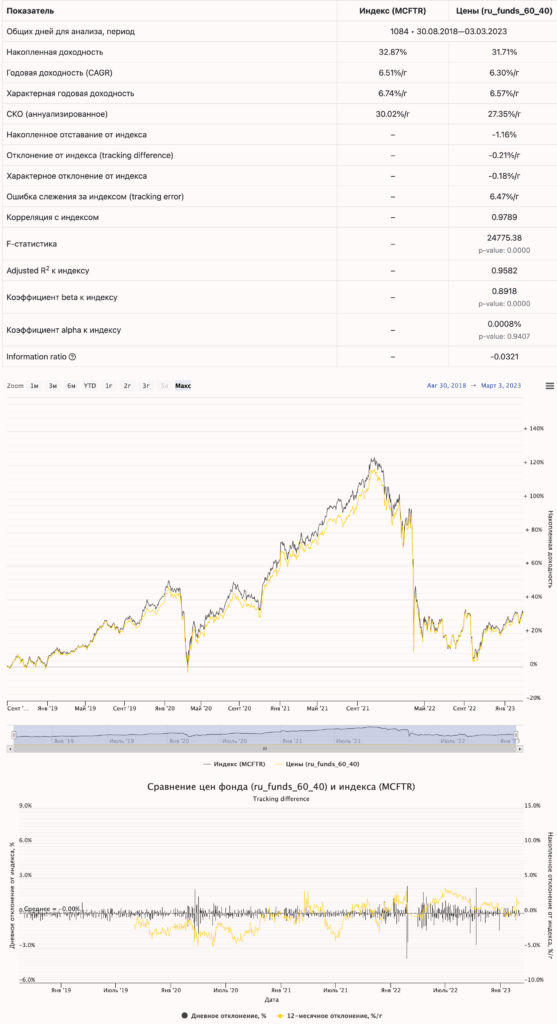 Показатель Индекс (MCFTR) Цены (ru_funds_60_40)
Общих дней для анализа, период 1084 • 30.08.2018—03.03.2023
Накопленная доходность 32.87% 31.71%
Годовая доходность (CAGR) 6.51%/г 6.30%/г
Характерная годовая доходность 6.74%/г 6.57%/г
СКО (аннуализированное) 30.02%/г 27.35%/г
Накопленное отставание от индекса – -1.16%
Отклонение от индекса (tracking difference) – -0.21%/г
Характерное отклонение от индекса – -0.18%/г
Ошибка слежения за индексом (tracking error) – 6.47%/г
Корреляция с индексом – 0.9789
F-статистика – 24775.38
p-value: 0.0000
Adjusted R² к индексу – 0.9582
Коэффициент beta к индексу – 0.8918
p-value: 0.0000
Коэффициент alpha к индексу – 0.0008%
p-value: 0.9407
Information ratio – -0.0321
Zoom 1м 3м 6м YTD 1г 2г 3г 5л Макс Авг 30, 2018 → Март 3, 2023
+ 140%
+ 120%
+ 100%
+ 80%
+ 60%
+ 40%
+ 20%
0%
-20%
Накопленная доходность
Сент '... Янв '19 Май '19 Сент '19 Янв '20 Май '20 Сент '20 Янв '21 Май '21 Сент '21 Май '22 Сент '22 Янв '23
Янв '19 Июль '19 Янв '20 Июль '20 Янв '21 Июль '21 Июль '22 Янв '23
Индекс (MCFTR) Цены (ru_funds_60_40)
Сравнение цен фонда (ru_funds_60_40) и индекса (MCFTR)
Tracking difference
9.0% 15.0%
6.0% 10.0%
3.0% 5.0%
Среднее = -0.00%
0.0%
-3.0% -5.0%
-6.0% -10.0%
Дневное отклонение от индекса, %
Накопленное отклонение от индекса, %/г
Янв '19 Июль '19 Янв '20 Июль '20 Янв '21 Июль '21 Янв '22 Июль '22 Янв '23
Дата
Дневное отклонение, % 12-месячное отклонение, %/г